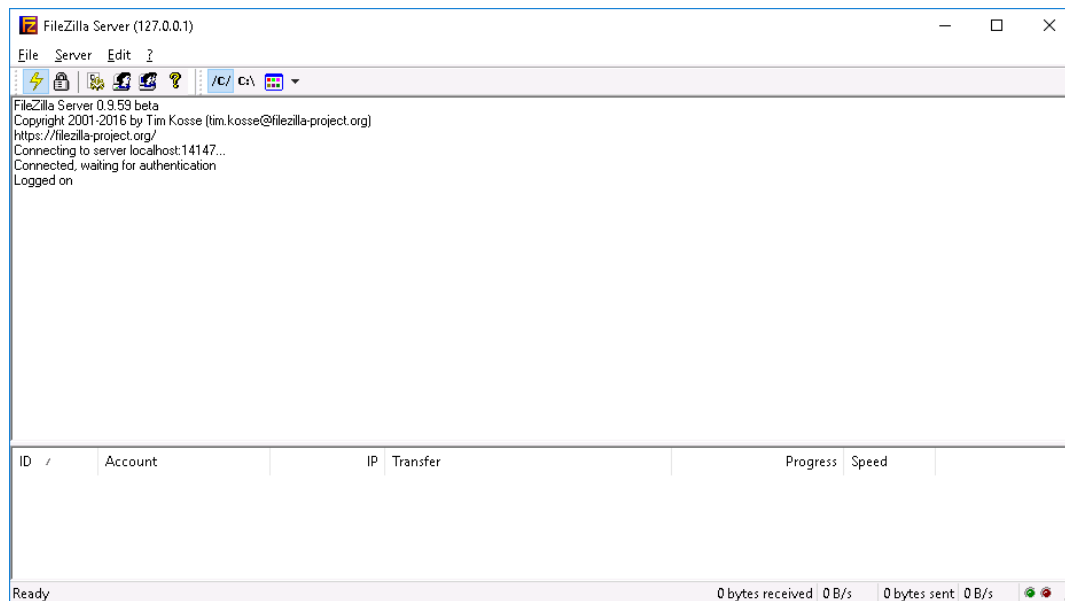 FileZilla Server (127.0.0.1)
File Server Edit ?
/C/ C:\
FileZilla Server 0.9.59 beta
Copyright 2001-2016 by Tim Kosse (tim.kosse@filezilla-project.org)
https://filezilla-project.org/
Connecting to server localhost:14147...
Connected, waiting for authentication
Logged on
ID / Account IP Transfer Progress Speed
Ready 0 bytes received 0 B/s 0 bytes sent 0 B/s